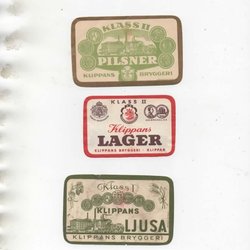 KLASS II
PILSNER
KLIPPANS BRYGGERI
KLASS II
Klippans
LAGER
KLIPPANS BRYGGERI - KLIPPAN
Klass I
KLIPPANS
LJUSA
KLIPPANS BRYGGERI